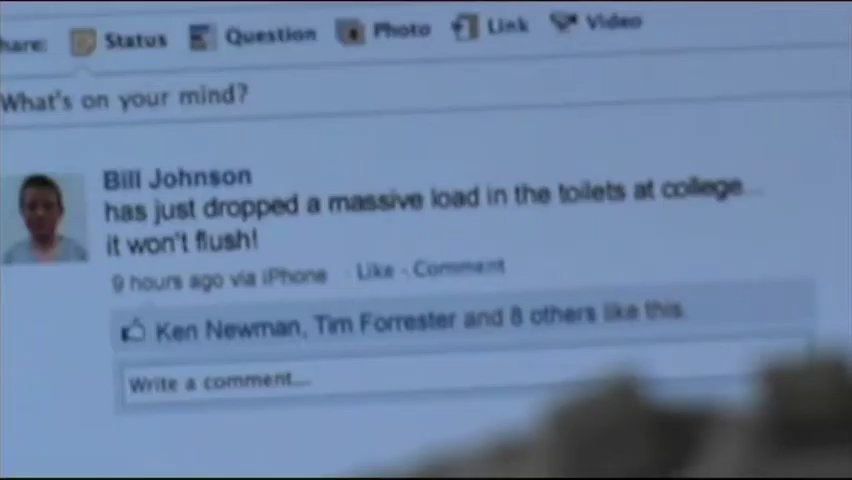 hare: Status Question Photo Link Video
What's on your mind?
Bill Johnson
has just dropped a massive load in the toilets at college...
it won't flush!
9 hours ago via iPhone · Like · Comment
Ken Newman, Tim Forrester and 8 others like this.
Write a comment...